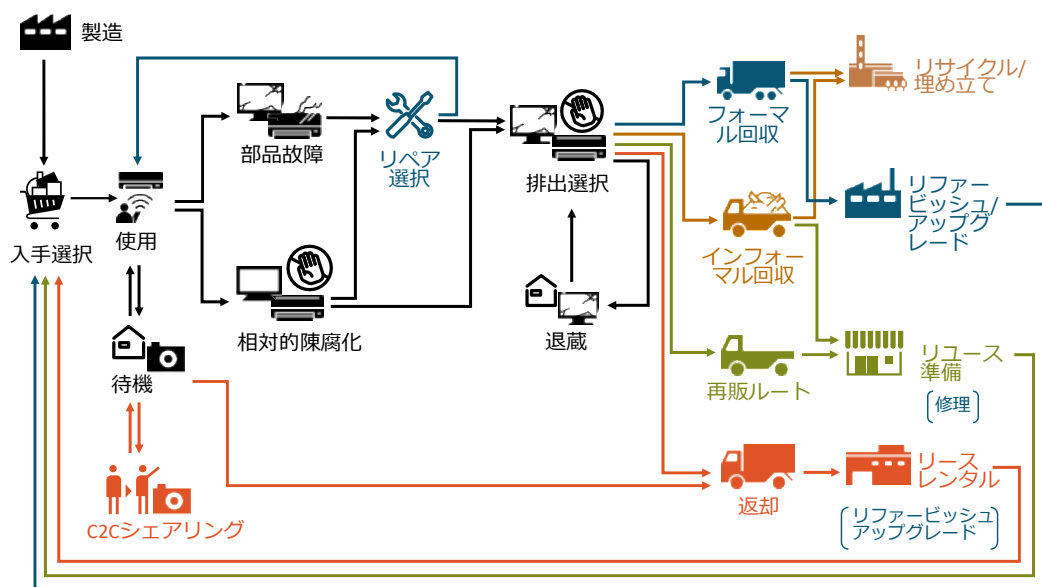 製造
入手選択
使用
待機
C2Cシェアリング
部品故障
相対的陳腐化
リペア
選択
排出選択
退蔵
フォーマ
ル回収
インフォー
マル回収
再販ルート
返却
リサイクル/
埋め立て
リファー
ビッシュ/
アップグ
レード
リユース
準備
(修理)
リース
レンタル
(リファービッシュ
アップグレード)